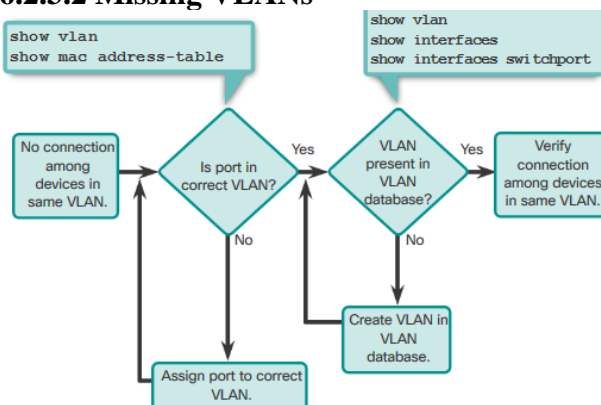 Missing VLANs
show vlan
show mac address-table
show vlan
show interfaces
show interfaces switchport
No connection
among
devices in
same VLAN.
Is port in
correct VLAN?
Yes
VLAN
present in
VLAN
database?
Yes
Verify
connection
among devices
in same VLAN.
No
No
Create VLAN in
VLAN
database.
Assign port to correct
VLAN.